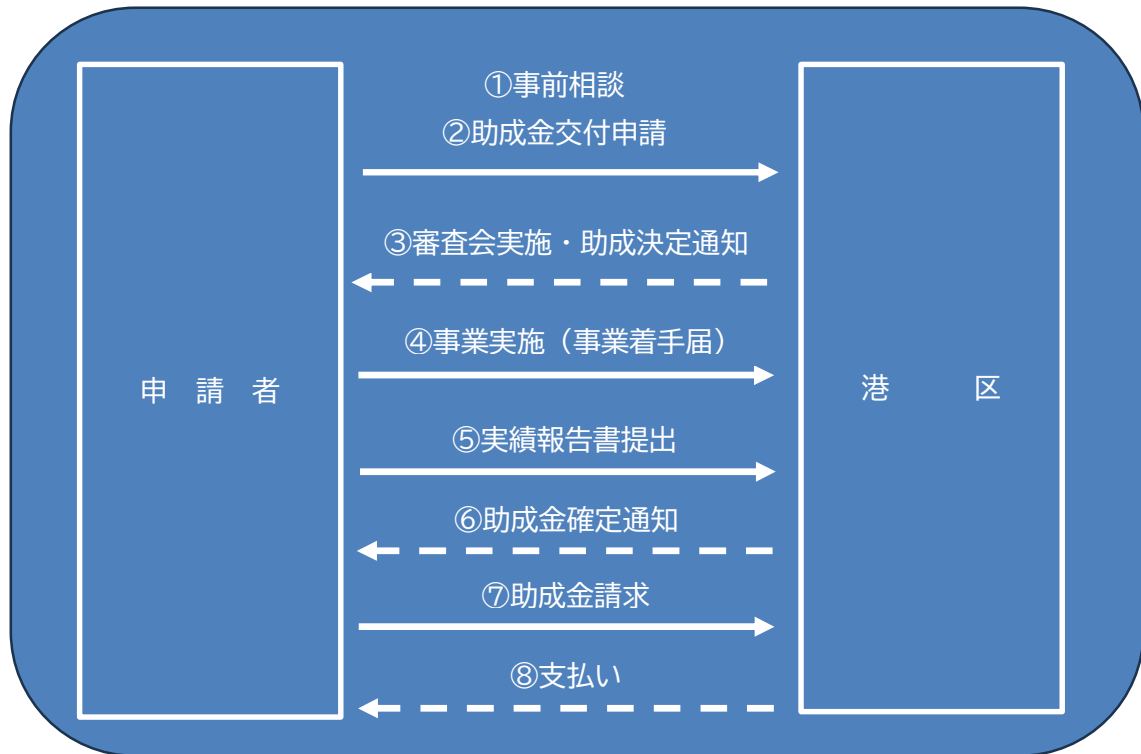 ①事前相談
②助成金交付申請
③審査会実施・助成決定通知
④事業実施（事業着手届）
申　請　者
港　　区
⑤実績報告書提出
⑥助成金確定通知
⑦助成金請求
⑧支払い